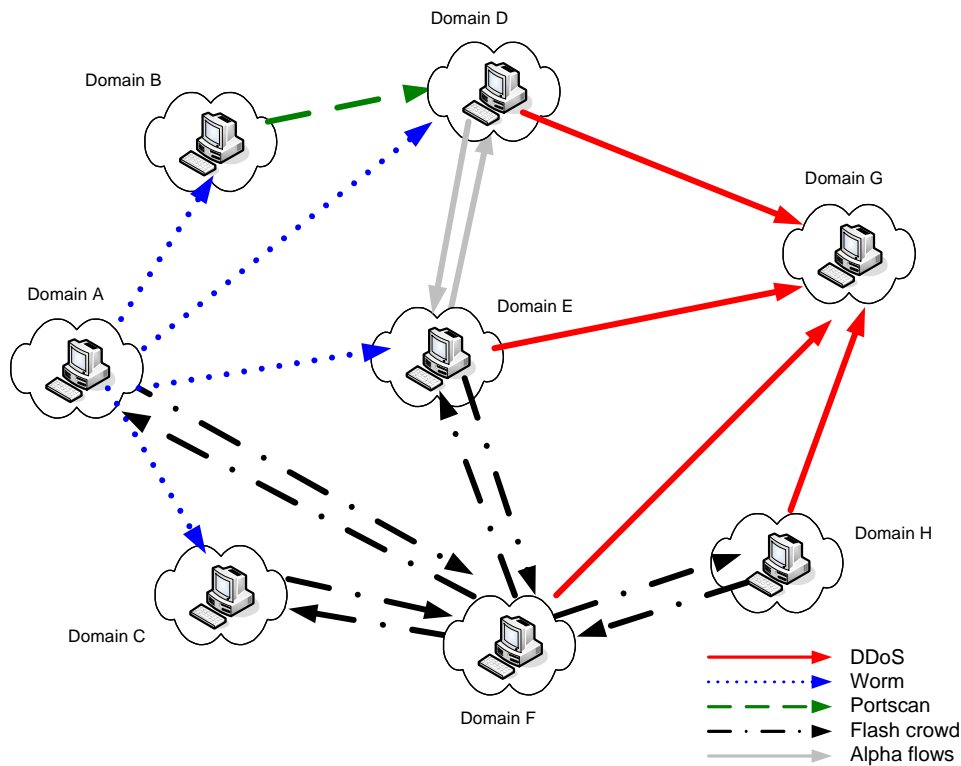 Domain D
Domain B
Domain G
Domain A
Domain E
Domain H
Domain C
Domain F
DDoS
Worm
Portscan
Flash crowd
Alpha flows